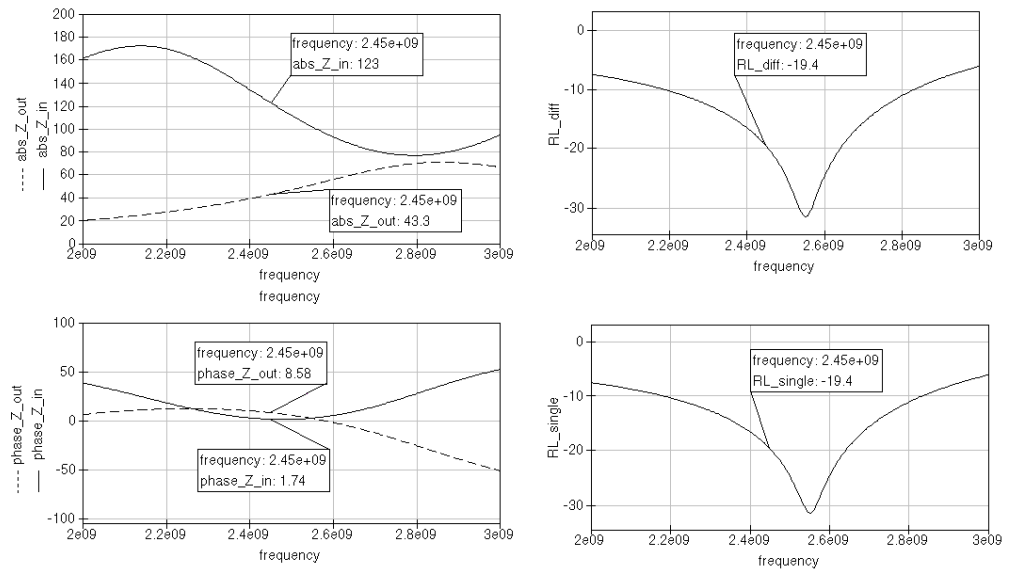 200
180
160
140
120
100
80
60
40
20
0
abs_Z_out
abs_Z_in
frequency: 2.45e+09
abs_Z_in: 123
frequency: 2.45e+09
abs_Z_out: 43.3
2e09 2.2e09 2.4e09 2.6e09 2.8e09 3e09
frequency
frequency
0
-10
-20
-30
RL_diff
frequency: 2.45e+09
RL_diff: -19.4
2e09 2.2e09 2.4e09 2.6e09 2.8e09 3e09
frequency
100
50
0
-50
-100
phase_Z_out
phase_Z_in
frequency: 2.45e+09
phase_Z_out: 8.58
frequency: 2.45e+09
phase_Z_in: 1.74
2e09 2.2e09 2.4e09 2.6e09 2.8e09 3e09
frequency
0
-10
-20
-30
RL_single
frequency: 2.45e+09
RL_single: -19.4
2e09 2.2e09 2.4e09 2.6e09 2.8e09 3e09
frequency